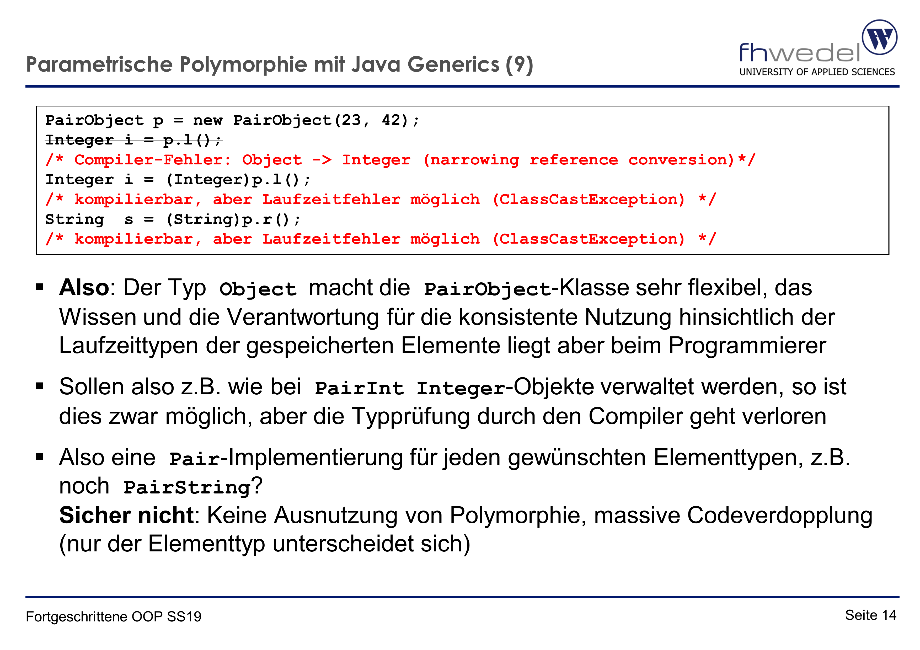 Parametrische Polymorphie mit Java Generics (9)
fhwedel
UNIVERSITY OF APPLIED SCIENCES
W
PairObject p = new PairObject(23, 42);
Integer i = p.l();
/* Compiler-Fehler: Object -> Integer (narrowing reference conversion)*/
Integer i = (Integer)p.l();
/* kompilierbar, aber Laufzeitfehler möglich (ClassCastException) */
String  s = (String)p.r();
/* kompilierbar, aber Laufzeitfehler möglich (ClassCastException) */
▪ Also: Der Typ Object macht die PairObject-Klasse sehr flexibel, das
Wissen und die Verantwortung für die konsistente Nutzung hinsichtlich der
Laufzeittypen der gespeicherten Elemente liegt aber beim Programmierer
▪ Sollen also z.B. wie bei PairInt Integer-Objekte verwaltet werden, so ist
dies zwar möglich, aber die Typprüfung durch den Compiler geht verloren
▪ Also eine Pair-Implementierung für jeden gewünschten Elementtypen, z.B.
noch PairString?
Sicher nicht: Keine Ausnutzung von Polymorphie, massive Codeverdopplung
(nur der Elementtyp unterscheidet sich)
Fortgeschrittene OOP SS19
Seite 14